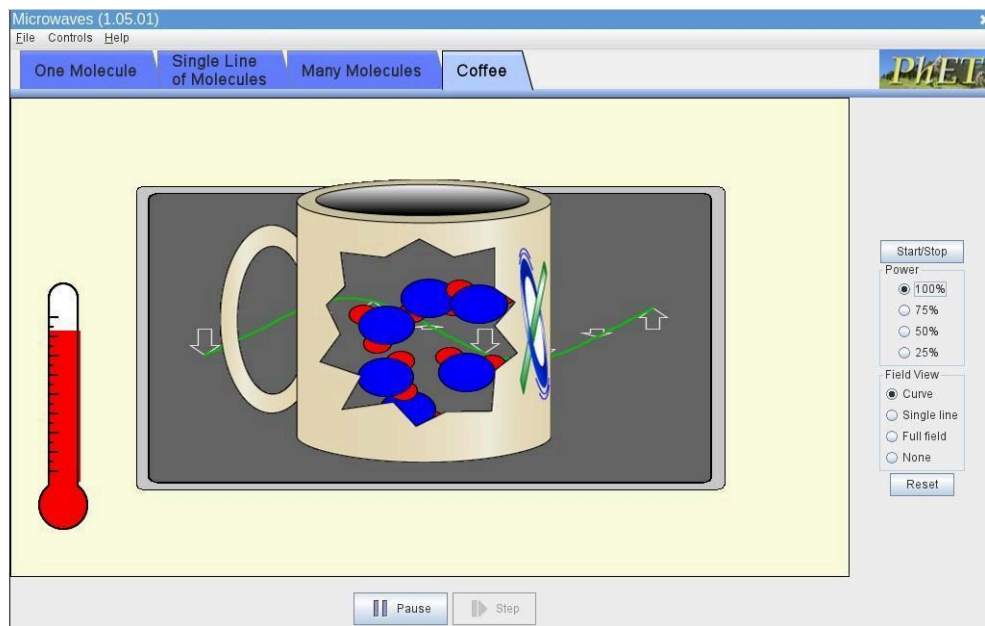 Microwaves (1.05.01)
File Controls Help
One Molecule
Single Line
of Molecules
Many Molecules
Coffee
PhET
Start/Stop
Power
100%
75%
50%
25%
Field View
Curve
Single line
Full field
None
Reset
Pause
Step